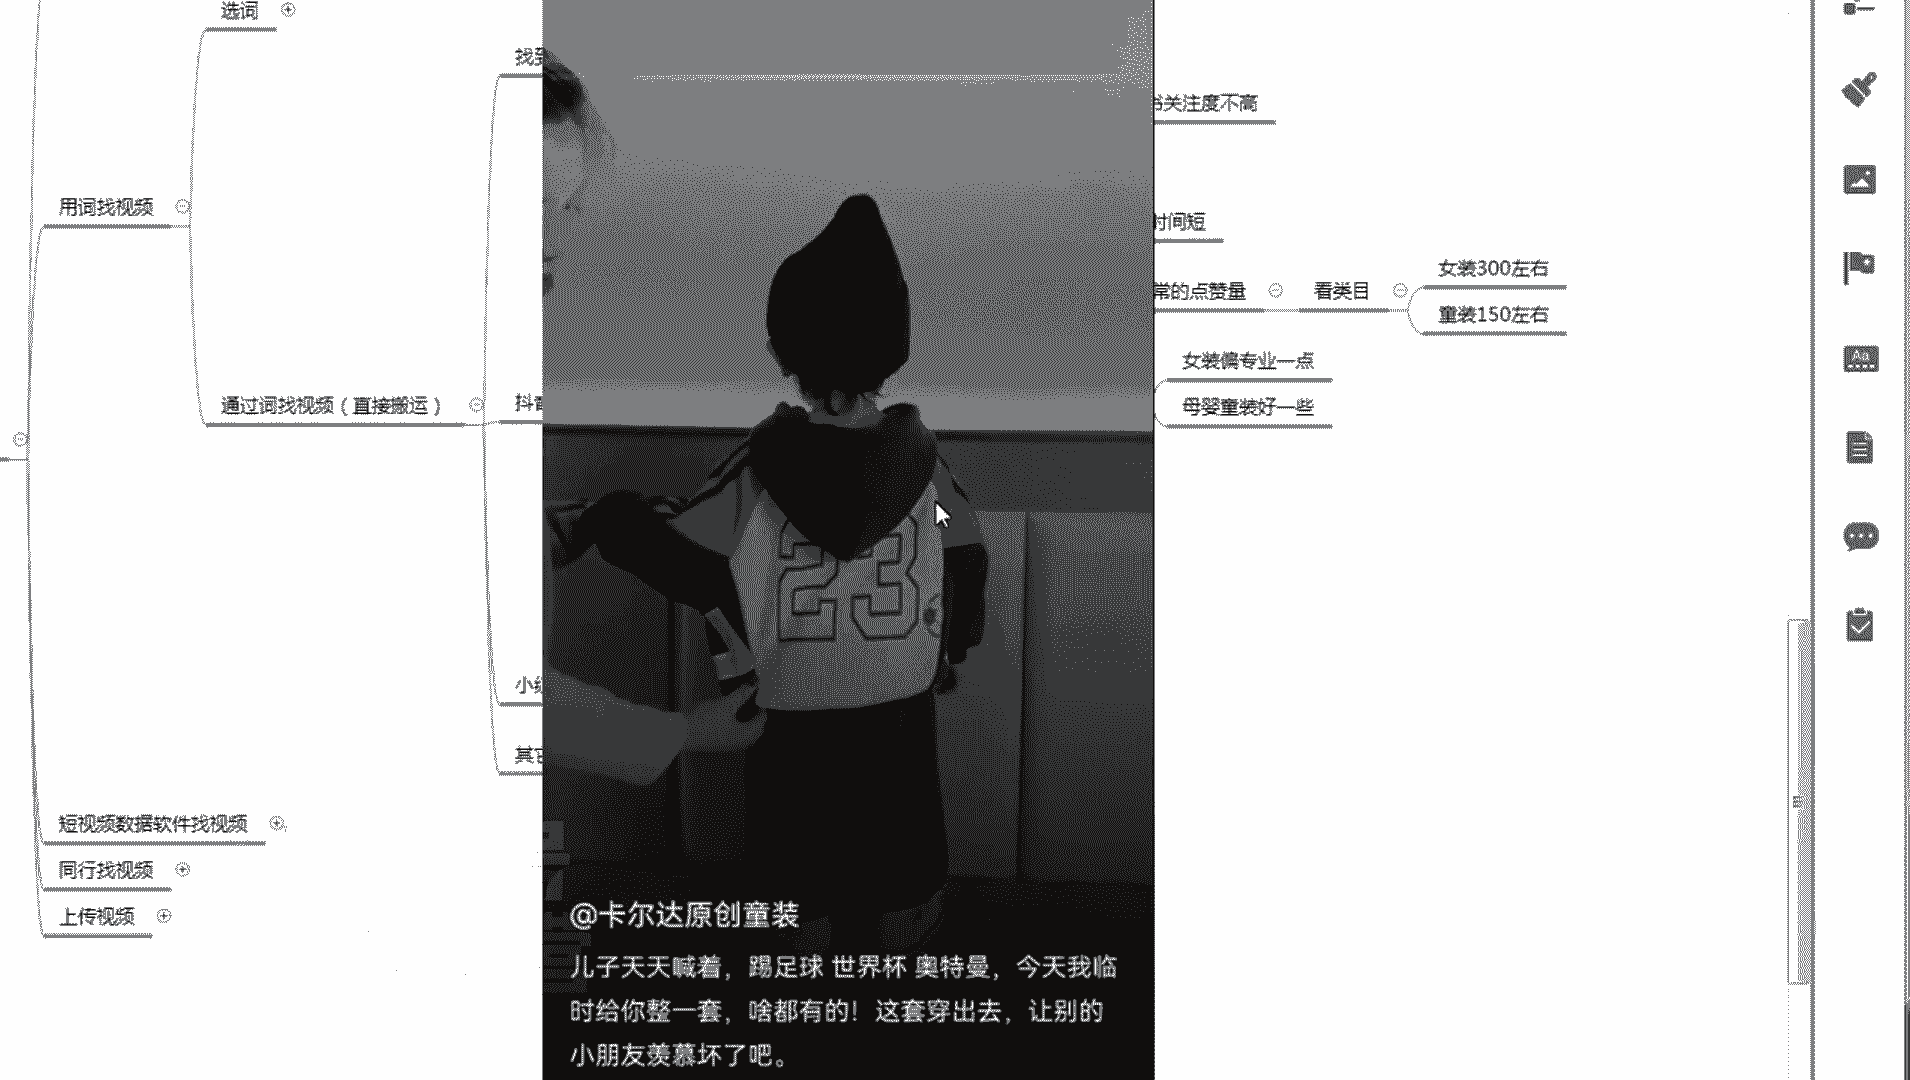 选词
用词找视频
通过词找视频（直接搬运）
短视频数据软件找视频
同行找视频
上传视频
找到
抖音
小红
其它
关注度不高
时间短
常的点赞量
看类目
女装300左右
童装150左右
女装偏专业一点
母婴童装好一些
23
@卡尔达原创童装
儿子天天喊着，踢足球 世界杯 奥特曼，今天我临
时给你整一套，啥都有的！这套穿出去，让别的
小朋友羡慕坏了吧。
Aa